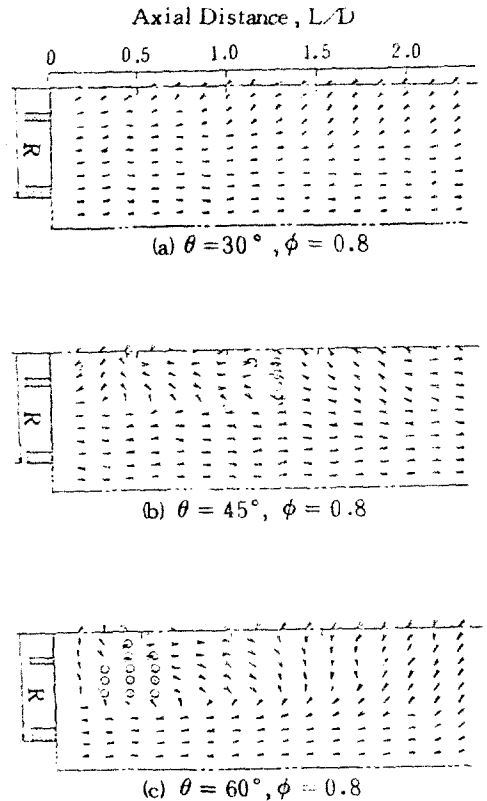 Axial Distance, L/D
0 0.5 1.0 1.5 2.0
R
(a) θ = 30°, φ = 0.8
R
(b) θ = 45°, φ = 0.8
R
(c) θ = 60°, φ = 0.8